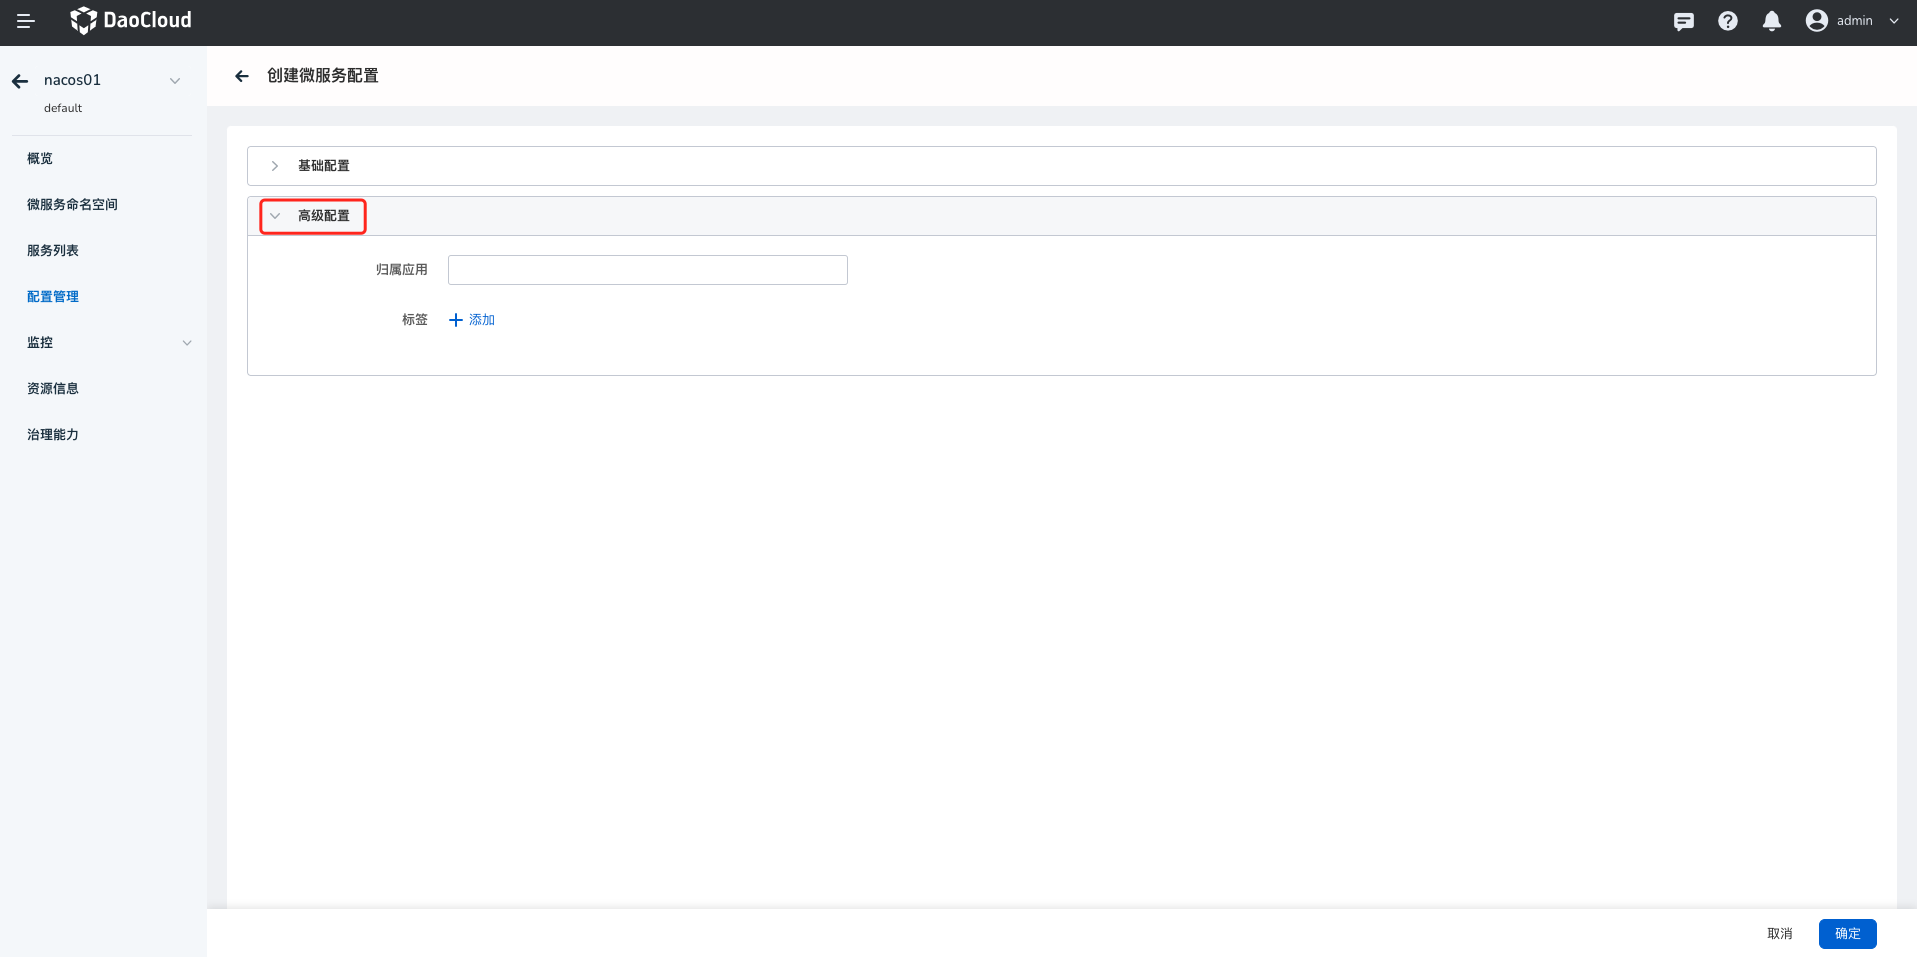 DaoCloud
admin
nacos01
default
概览
微服务命名空间
服务列表
配置管理
监控
资源信息
治理能力
创建微服务配置
基础配置
高级配置
归属应用
标签 添加
取消 确定